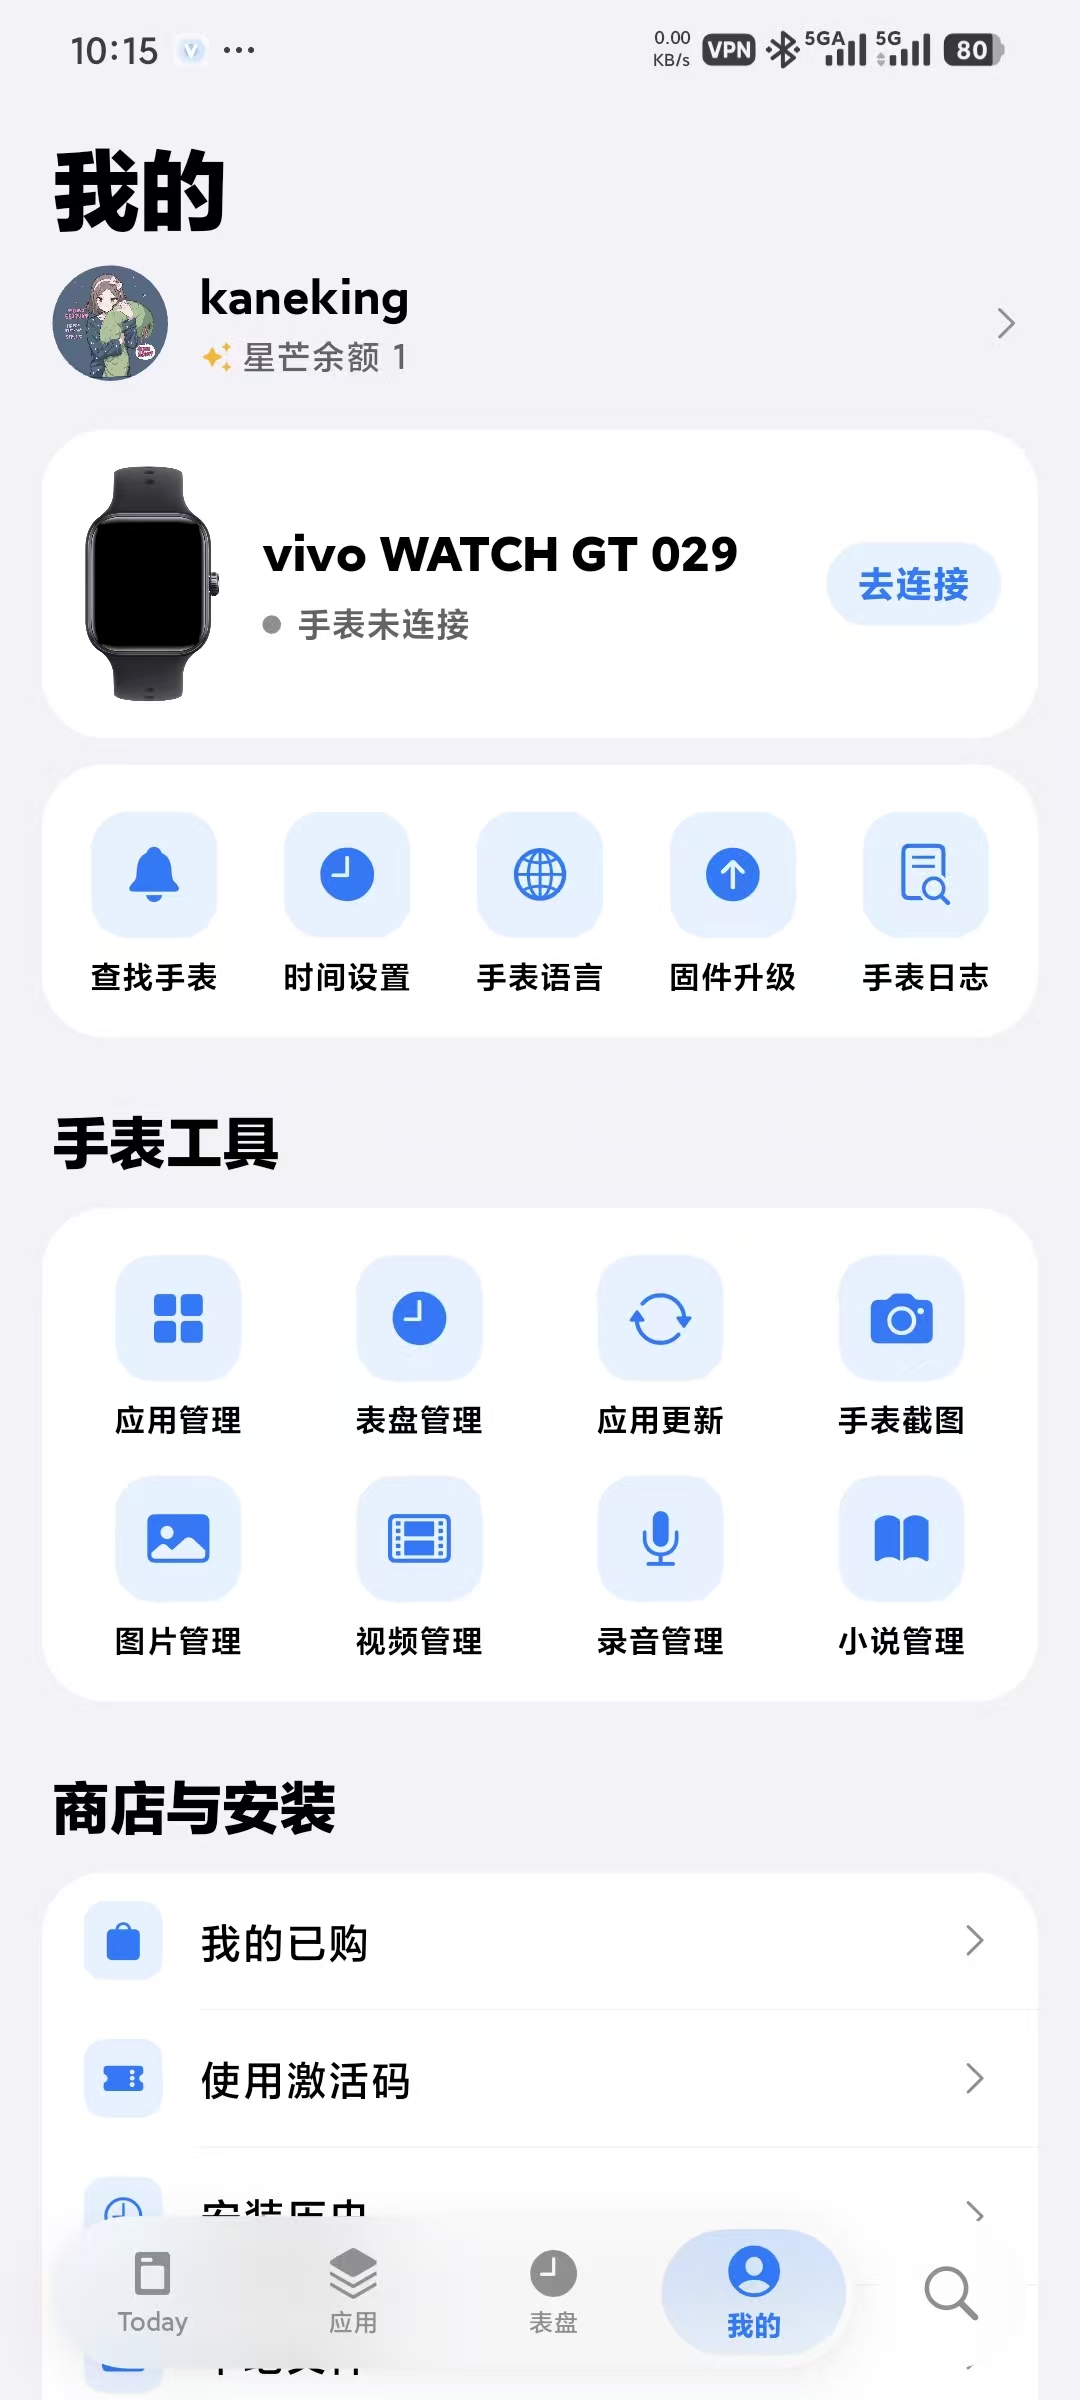 10:15
0.00
KB/s
VPN
5GA
5G
80
我的
kaneking
星芒余额 1
vivo WATCH GT 029
手表未连接
去连接
查找手表
时间设置
手表语言
固件升级
手表日志
手表工具
应用管理
表盘管理
应用更新
手表截图
图片管理
视频管理
录音管理
小说管理
商店与安装
我的已购
使用激活码
安装历史
Today
应用
表盘
我的